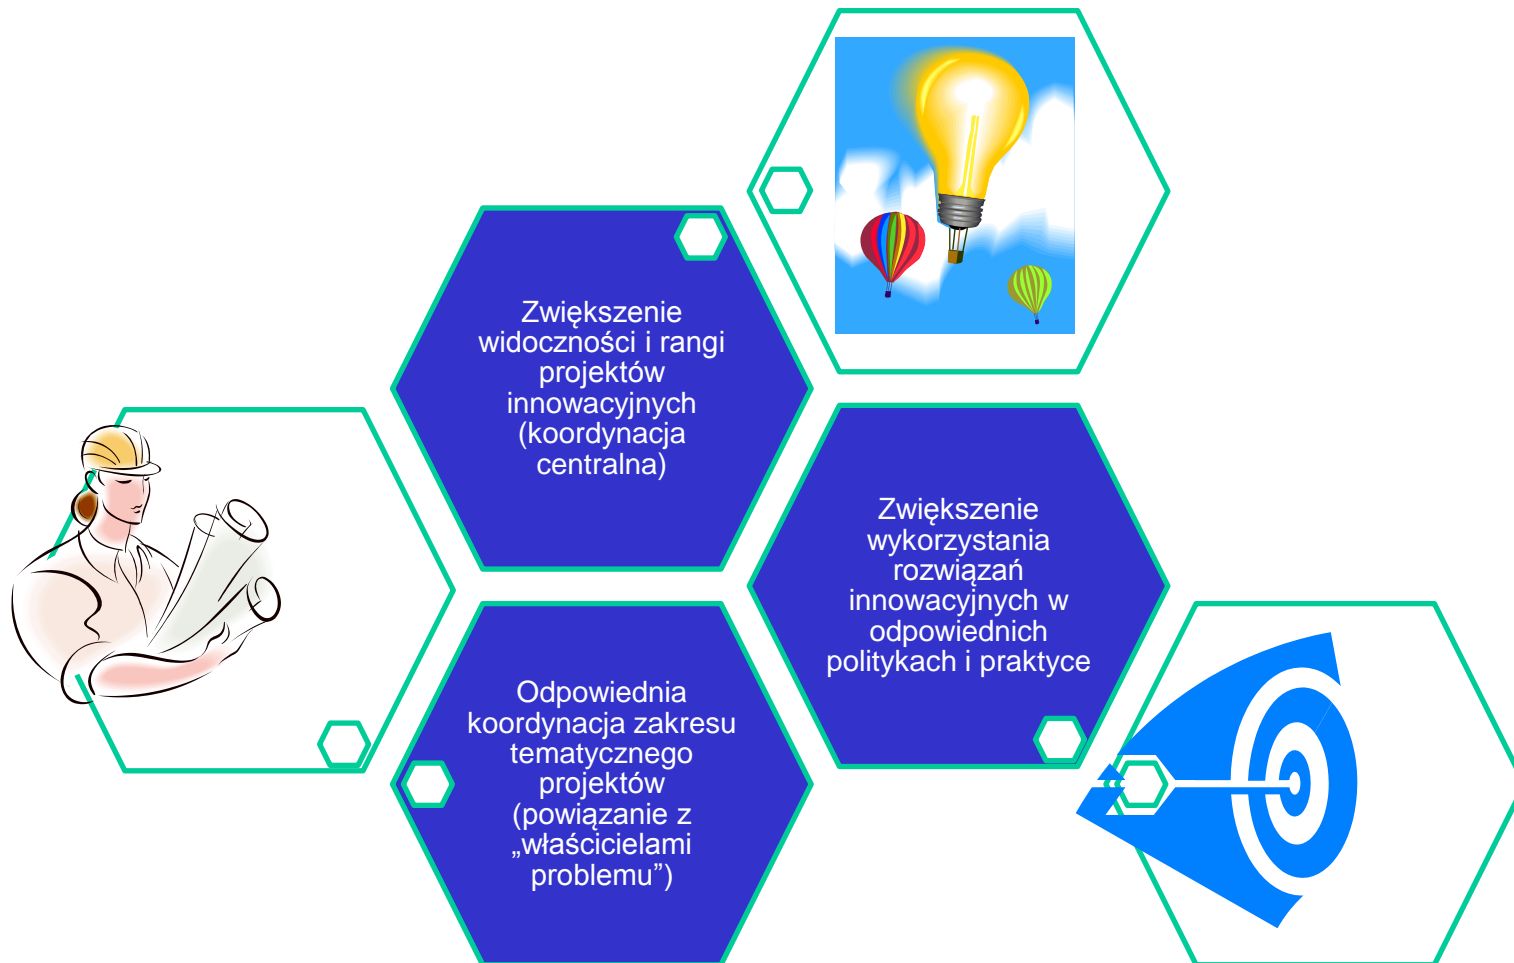 Zwiększenie
widoczności i rangi
projektów
innowacyjnych
(koordynacja
centralna)
Zwiększenie
wykorzystania
rozwiązań
innowacyjnych w
odpowiednich
politykach i praktyce
Odpowiednia
koordynacja zakresu
tematycznego
projektów
(powiązanie z
„właścicielami
problemu”)